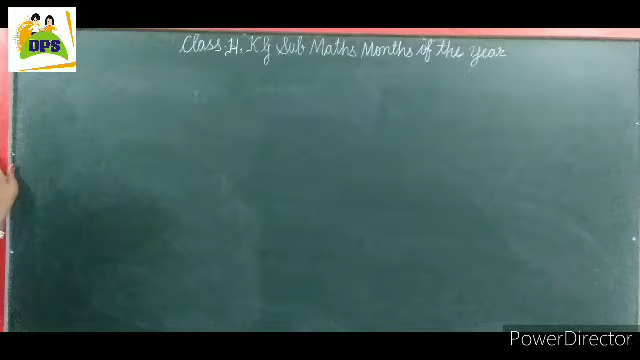 DPS
Class. H. KG Sub Maths Months of the year
PowerDirector